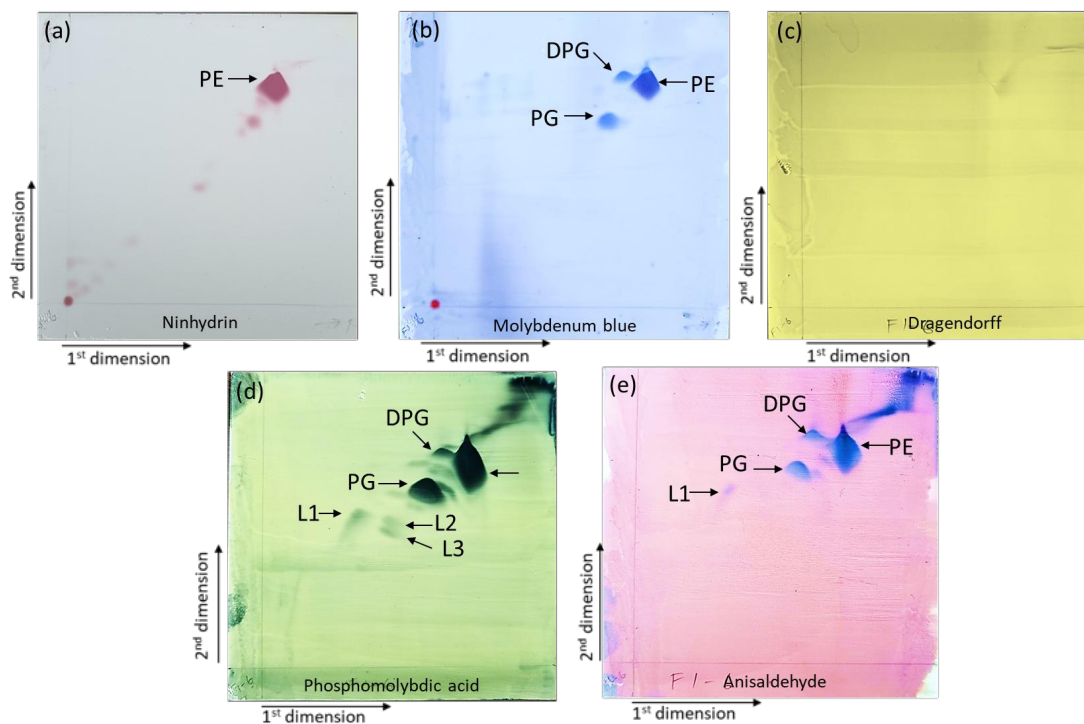 (a)
PE
2nd dimension
Ninhydrin
1st dimension
(b)
DPG
PE
PG
2nd dimension
Molybdenum blue
1st dimension
(c)
2nd dimension
Dragendorff
1st dimension
(d)
DPG
PG
L1
L2
L3
2nd dimension
Phosphomolybdic acid
1st dimension
(e)
DPG
PE
PG
L1
2nd dimension
F1-
Anisaldehyde
1st dimension